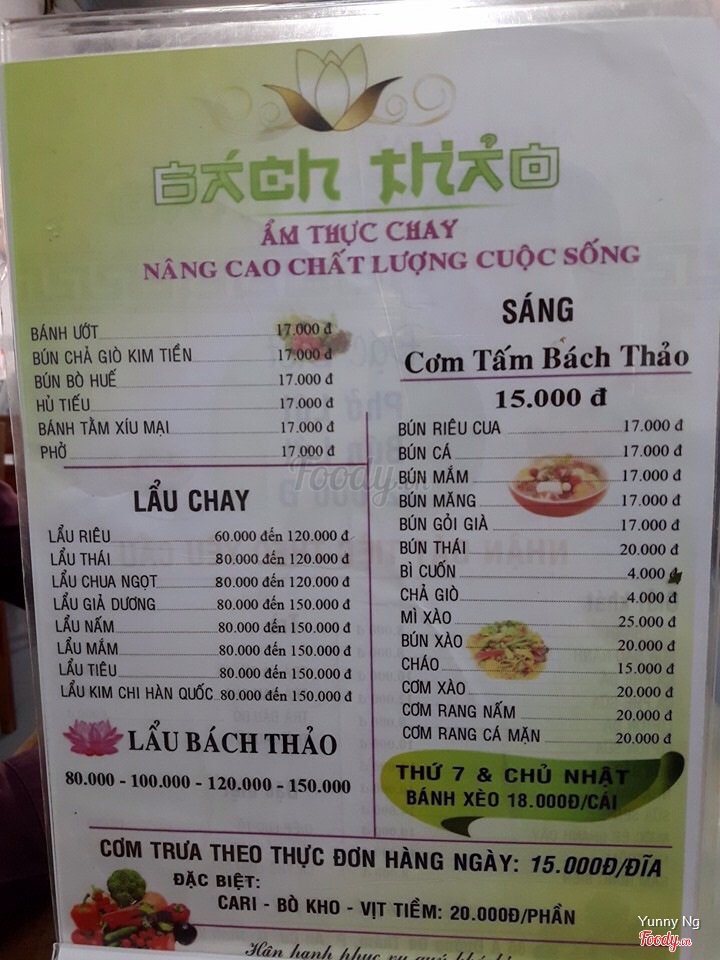 BÁCH THẢO
ẨM THỰC CHAY
NÂNG CAO CHẤT LƯỢNG CUỘC SỐNG
BÁNH ƯỚT 17.000 đ
BÚN CHẢ GIÒ KIM TIỀN 17.000 đ
BÚN BÒ HUẾ 17.000 đ
HỦ TIẾU 17.000 đ
BÁNH TẰM XÍU MẠI 17.000 đ
PHỞ 17.000 đ
LẨU CHAY
LẨU RIÊU 60.000 đến 120.000 đ
LẨU THÁI 80.000 đến 120.000 đ
LẨU CHUA NGỌT 80.000 đến 120.000 đ
LẨU GIẢ DƯƠNG 80.000 đến 150.000 đ
LẨU NẤM 80.000 đến 150.000 đ
LẨU MẮM 80.000 đến 150.000 đ
LẨU TIÊU 80.000 đến 150.000 đ
LẨU KIM CHI HÀN QUỐC 80.000 đến 150.000 đ
LẨU BÁCH THẢO
80.000 - 100.000 - 120.000 - 150.000
SÁNG
Cơm Tấm Bách Thảo
15.000 đ
BÚN RIÊU CUA 17.000 đ
BÚN CÁ 17.000 đ
BÚN MẮM 17.000 đ
BÚN MĂNG 17.000 đ
BÚN GỎI GIÀ 17.000 đ
BÚN THÁI 20.000 đ
BÌ CUỐN 4.000 đ
CHẢ GIÒ 4.000 đ
MÌ XÀO 25.000 đ
BÚN XÀO 20.000 đ
CHÁO 15.000 đ
CƠM XÀO 20.000 đ
CƠM RANG NẤM 20.000 đ
CƠM RANG CÁ MẶN 20.000 đ
THỨ 7 & CHỦ NHẬT
BÁNH XÈO 18.000Đ/CÁI
CƠM TRƯA THEO THỰC ĐƠN HÀNG NGÀY: 15.000Đ/ĐĨA
ĐẶC BIỆT:
CARI - BÒ KHO - VỊT TIỀM: 20.000Đ/PHẦN
Hân hạnh phục vụ quý khách
Foody.vn
Yunny Ng
Foody.vn